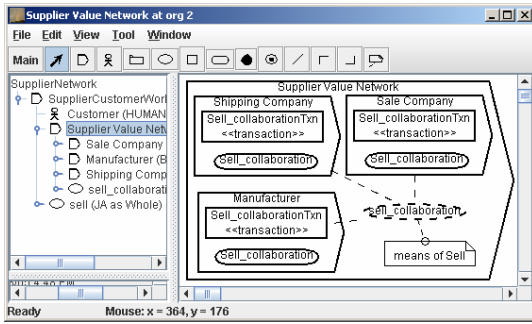 Supplier Value Network at org 2
File Edit View Tool Window
Main
SupplierNetwork
SupplierCustomerWorl
Customer (HUMAN
Supplier Value Netw
Sale Company
Manufacturer (B
Shipping Comp
sell_collaborati
sell (JA as Whole)
Supplier Value Network
Shipping Company
Sell_collaborationTxn
<<transaction>>
Sell_collaboration
Sale Company
Sell_collaborationTxn
<<transaction>>
Sell_collaboration
Manufacturer
Sell_collaborationTxn
<<transaction>>
Sell_collaboration
sell_collaboration
means of Sell
Ready Mouse: x = 364, y = 176